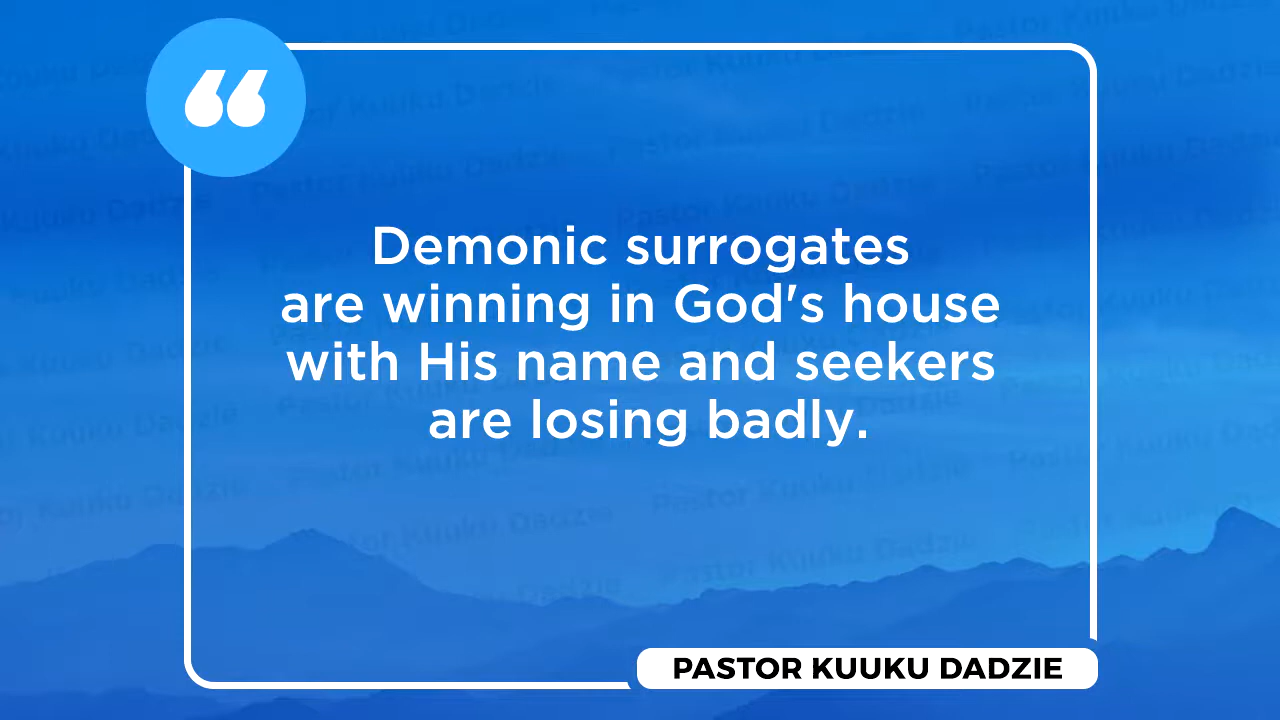 Demonic surrogates
are winning in God's house
with His name and seekers
are losing badly.
PASTOR KUUKU DADZIE